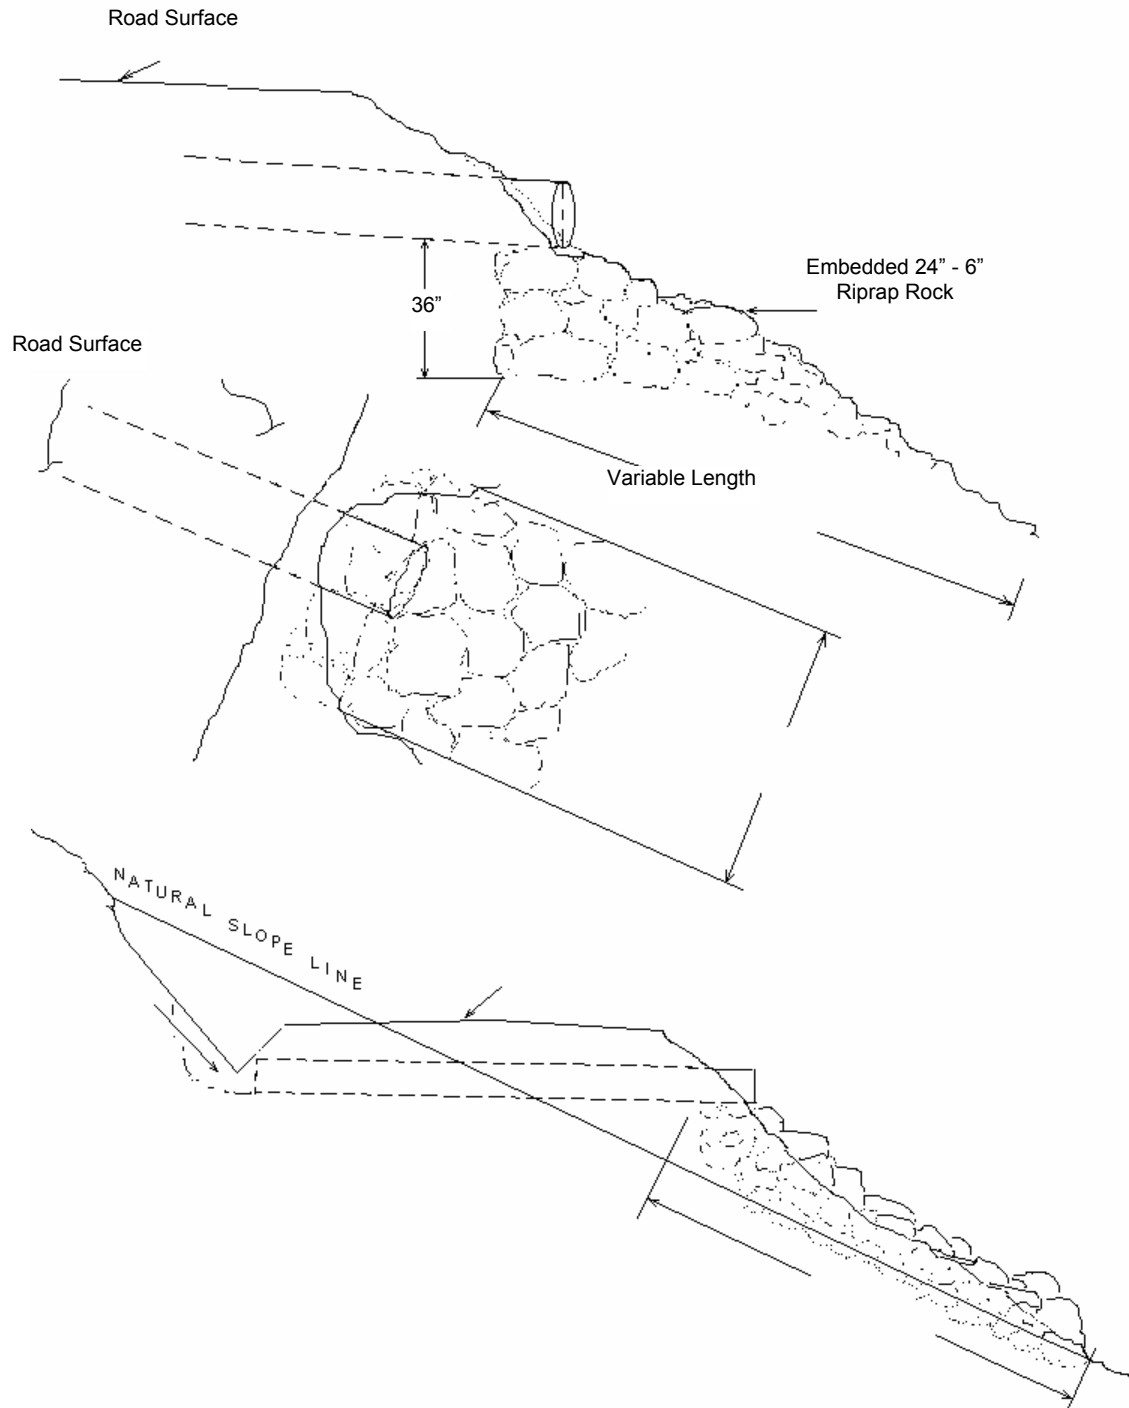 Road Surface
Embedded 24” - 6”
Riprap Rock
36”
Road Surface
Variable Length
NATURAL SLOPE LINE